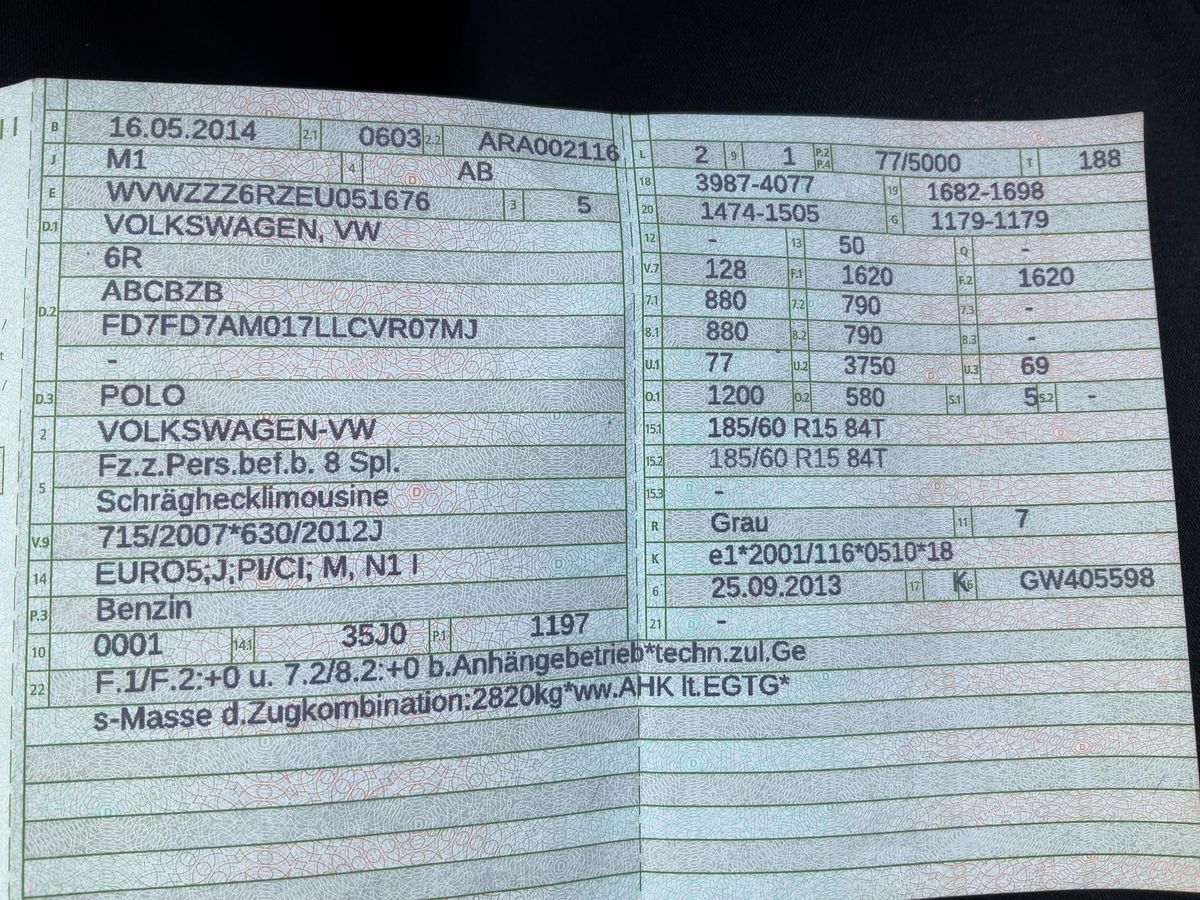 B 16.05.2014 2.1 0603 2.2 ARA002116
J M1 4 AB
E WVWZZZ6RZEU051676 3 5
D.1 VOLKSWAGEN, VW
6R
D.2 ABCBZB
FD7FD7AM017LLCVR07MJ
-
D.3 POLO
2 VOLKSWAGEN-VW
5 Fz.z.Pers.bef.b. 8 Spl.
Schräghecklimousine
V.9 715/2007*630/2012J
14 EURO5;J;PI/CI; M, N1 I
P.3 Benzin
10 0001 14.1 35J0 P.1 1197
L 2 9 1 P.2 P.4 77/5000 T 188
18 3987-4077 19 1682-1698
20 1474-1505 G 1179-1179
12 - 13 50 Q -
V.7 128 F.1 1620 F.2 1620
7.1 880 7.2 790 7.3 -
8.1 880 8.2 790 8.3 -
U.1 77 U.2 3750 U.3 69
O.1 1200 O.2 580 S.1 5 S.2 -
15.1 185/60 R15 84T
15.2 185/60 R15 84T
15.3 -
R Grau 11 7
K e1*2001/116*0510*18
6 25.09.2013 17 K 16 GW405598
21 -
22 F.1/F.2:+0 u. 7.2/8.2:+0 b.Anhängebetrieb*techn.zul.Ge
s-Masse d.Zugkombination:2820kg*ww.AHK lt.EGTG*